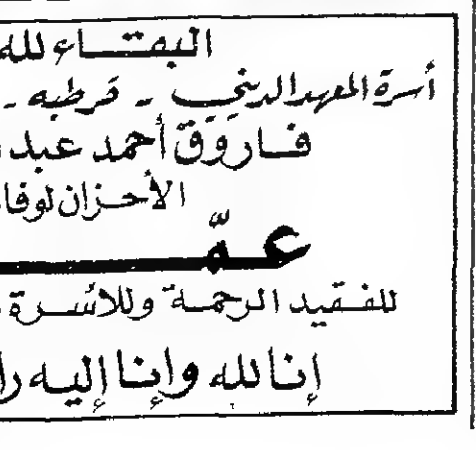 البقاء لله
أسرة المعهد الديني - قرطبه -
فاروق أحمد عبد
الأحزان لوفا
عمّـ
للفقيد الرحمة وللأسرة
إنا لله وإنا إليه را